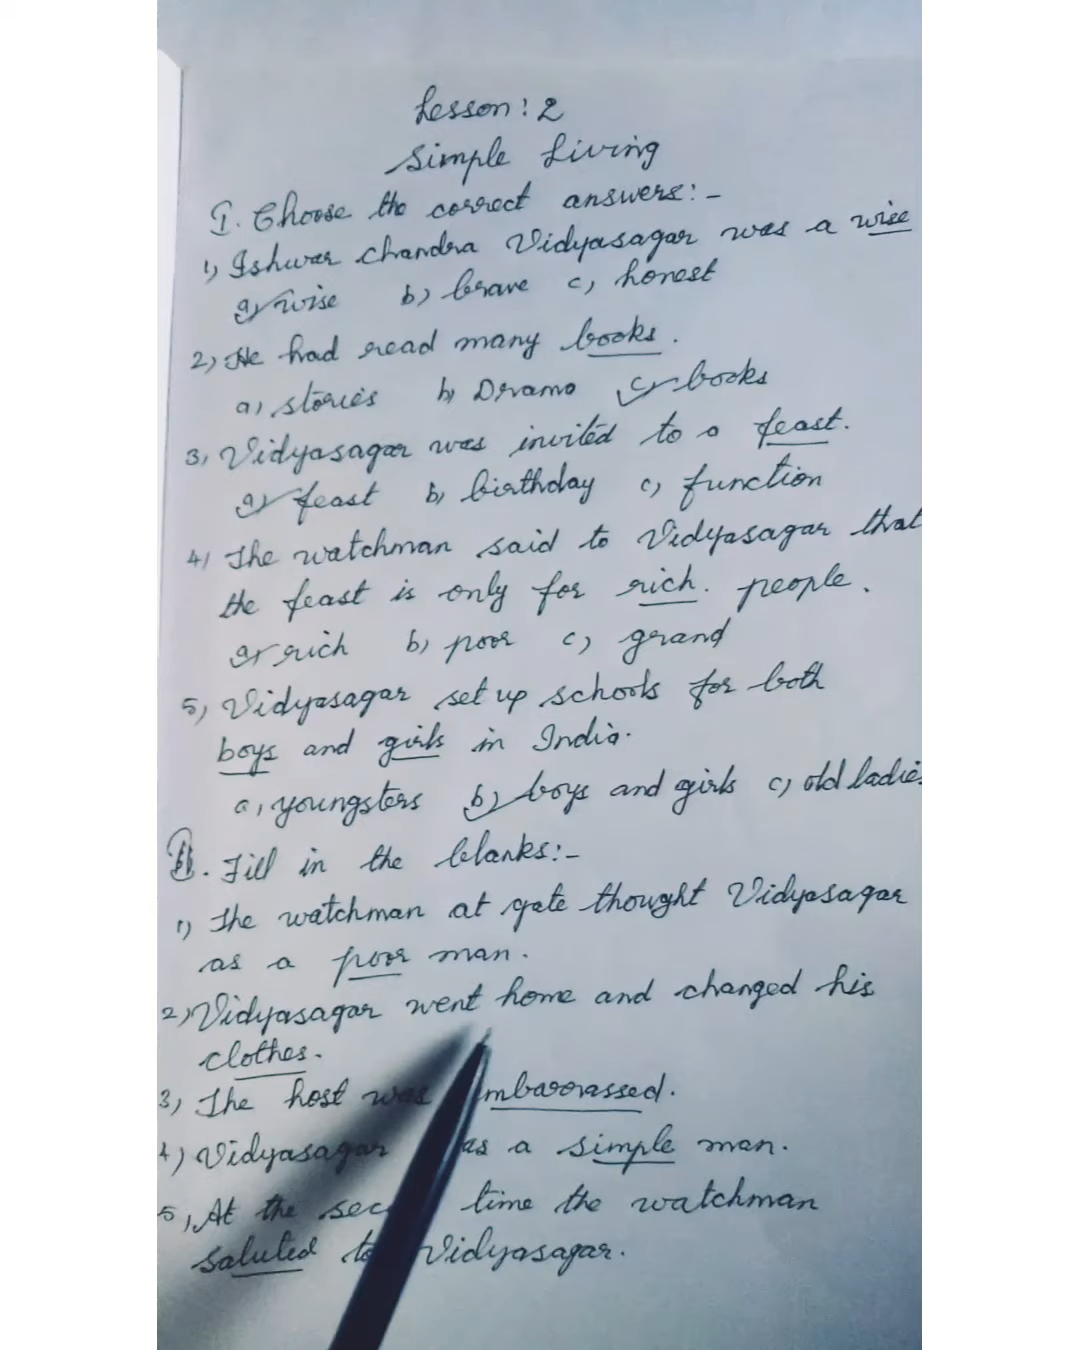 Lesson: 2
Simple Living
I. Choose the correct answers:-
1) Ishwar chandra Vidyasagar was a wise
a) wise b) brave c) honest
2) He had read many books.
a) stories b) Drama c) books
3) Vidyasagar was invited to a feast.
a) feast b) birthday c) function
4) The watchman said to Vidyasagar that
the feast is only for rich. people.
a) rich b) poor c) grand
5) Vidyasagar set up schools for both
boys and girls in India.
a) youngsters b) boys and girls c) old ladies
II. Fill in the blanks:-
1) The watchman at gate thought Vidyasagar
as a poor man.
2) Vidyasagar went home and changed his
clothes.
3) The host was mbarrassed.
4) Vidyasagar as a simple man.
5) At the sec time the watchman
saluted to Vidyasagar.